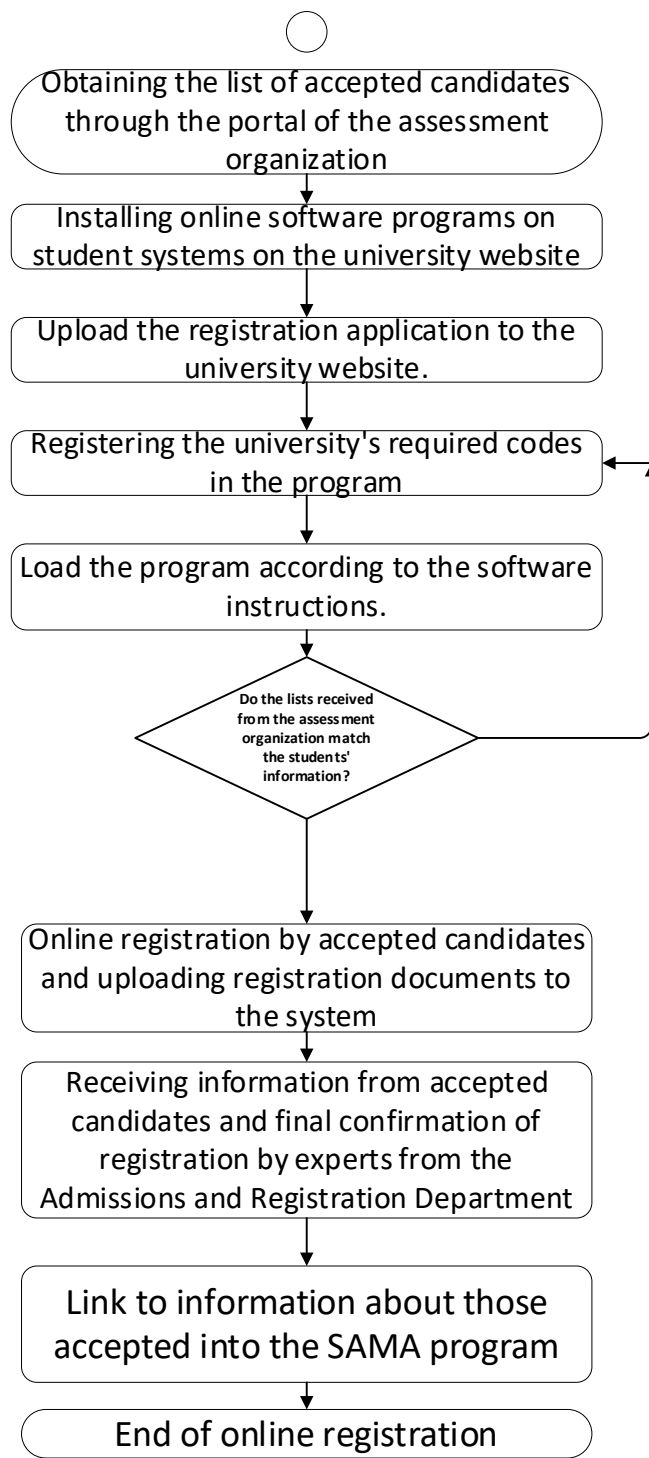 Obtaining the list of accepted candidates
through the portal of the assessment
organization
Installing online software programs on
student systems on the university website
Upload the registration application to the
university website.
Registering the university's required codes
in the program
Load the program according to the software
instructions.
Do the lists received
from the assessment
organization match
the students'
information?
Online registration by accepted candidates
and uploading registration documents to
the system
Receiving information from accepted
candidates and final confirmation of
registration by experts from the
Admissions and Registration Department
Link to information about those
accepted into the SAMA program
End of online registration